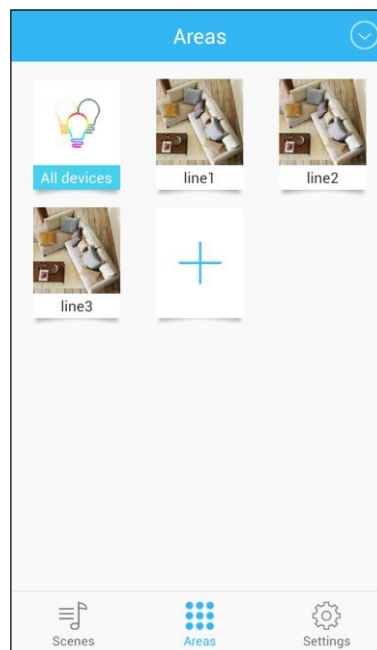 Areas
All devices
line1
line2
line3
Scenes
Areas
Settings